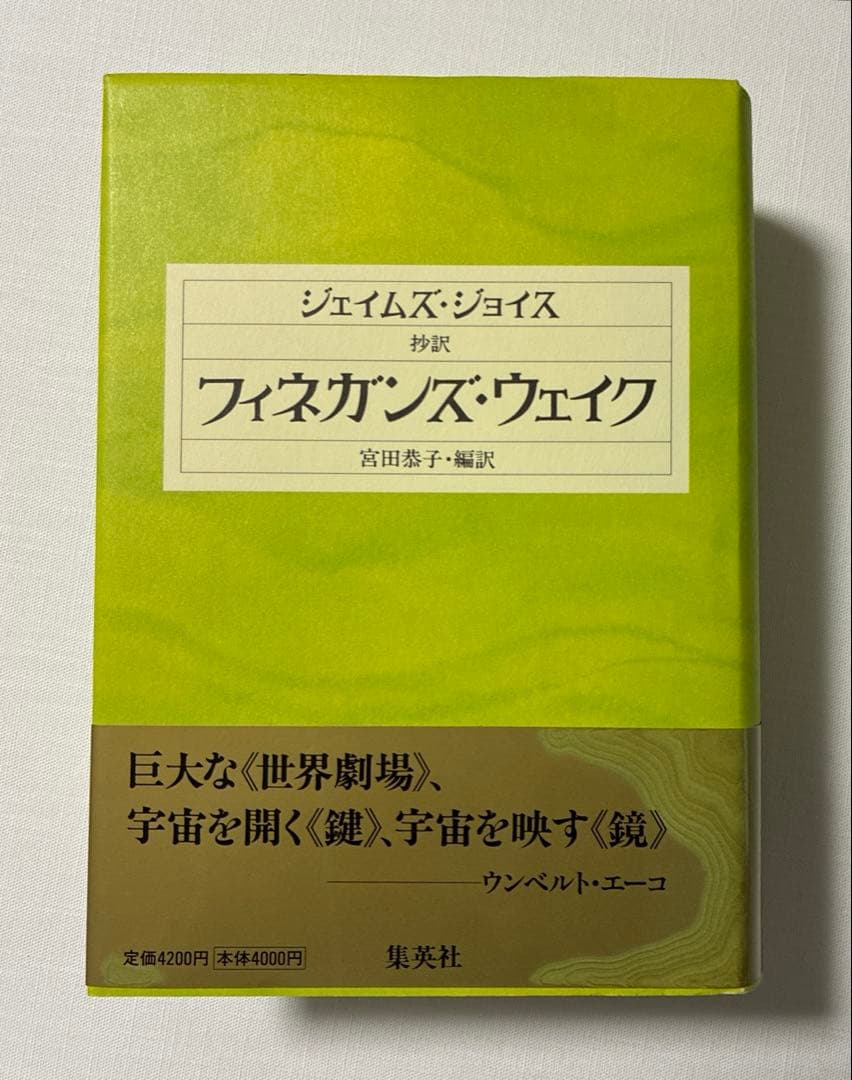 ジェイムズ・ジョイス
抄訳
フィネガンズ・ウェイク
宮田恭子・編訳
巨大な《世界劇場》、
宇宙を開く《鍵》、宇宙を映す《鏡》
――――ウンベルト・エーコ
定価4200円 本体4000円 集英社